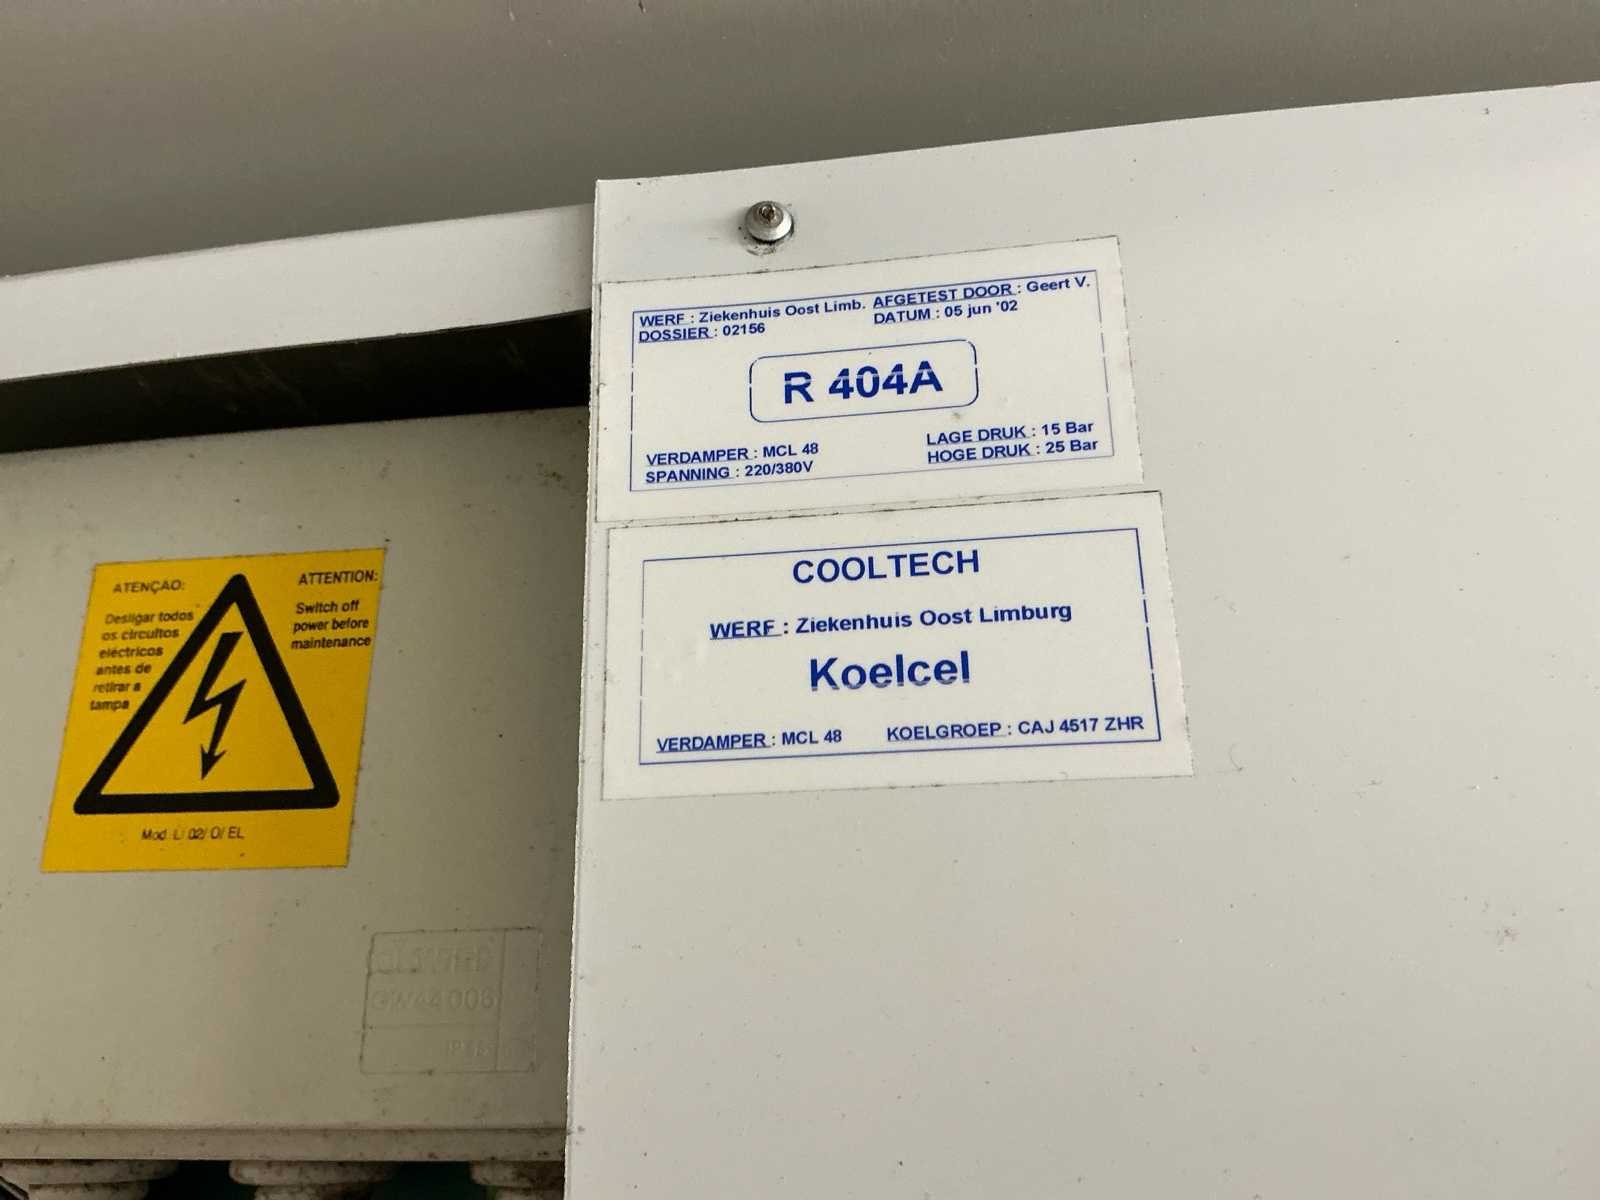 WERF : Ziekenhuis Oost Limb. AFGETEST DOOR : Geert V.
DOSSIER : 02156 DATUM : 05 jun '02
R 404A
VERDAMPER : MCL 48 LAGE DRUK : 15 Bar
SPANNING : 220/380V HOGE DRUK : 25 Bar
COOLTECH
WERF : Ziekenhuis Oost Limburg
Koelcel
VERDAMPER : MCL 48 KOELGROEP : CAJ 4517 ZHR
ATENÇAO:
Desligar todos
os circuitos
eléctricos
antes de
retirar a
tampa
ATTENTION:
Switch off
power before
maintenance
Mod. Li 02/ O/ EL
GW44 006